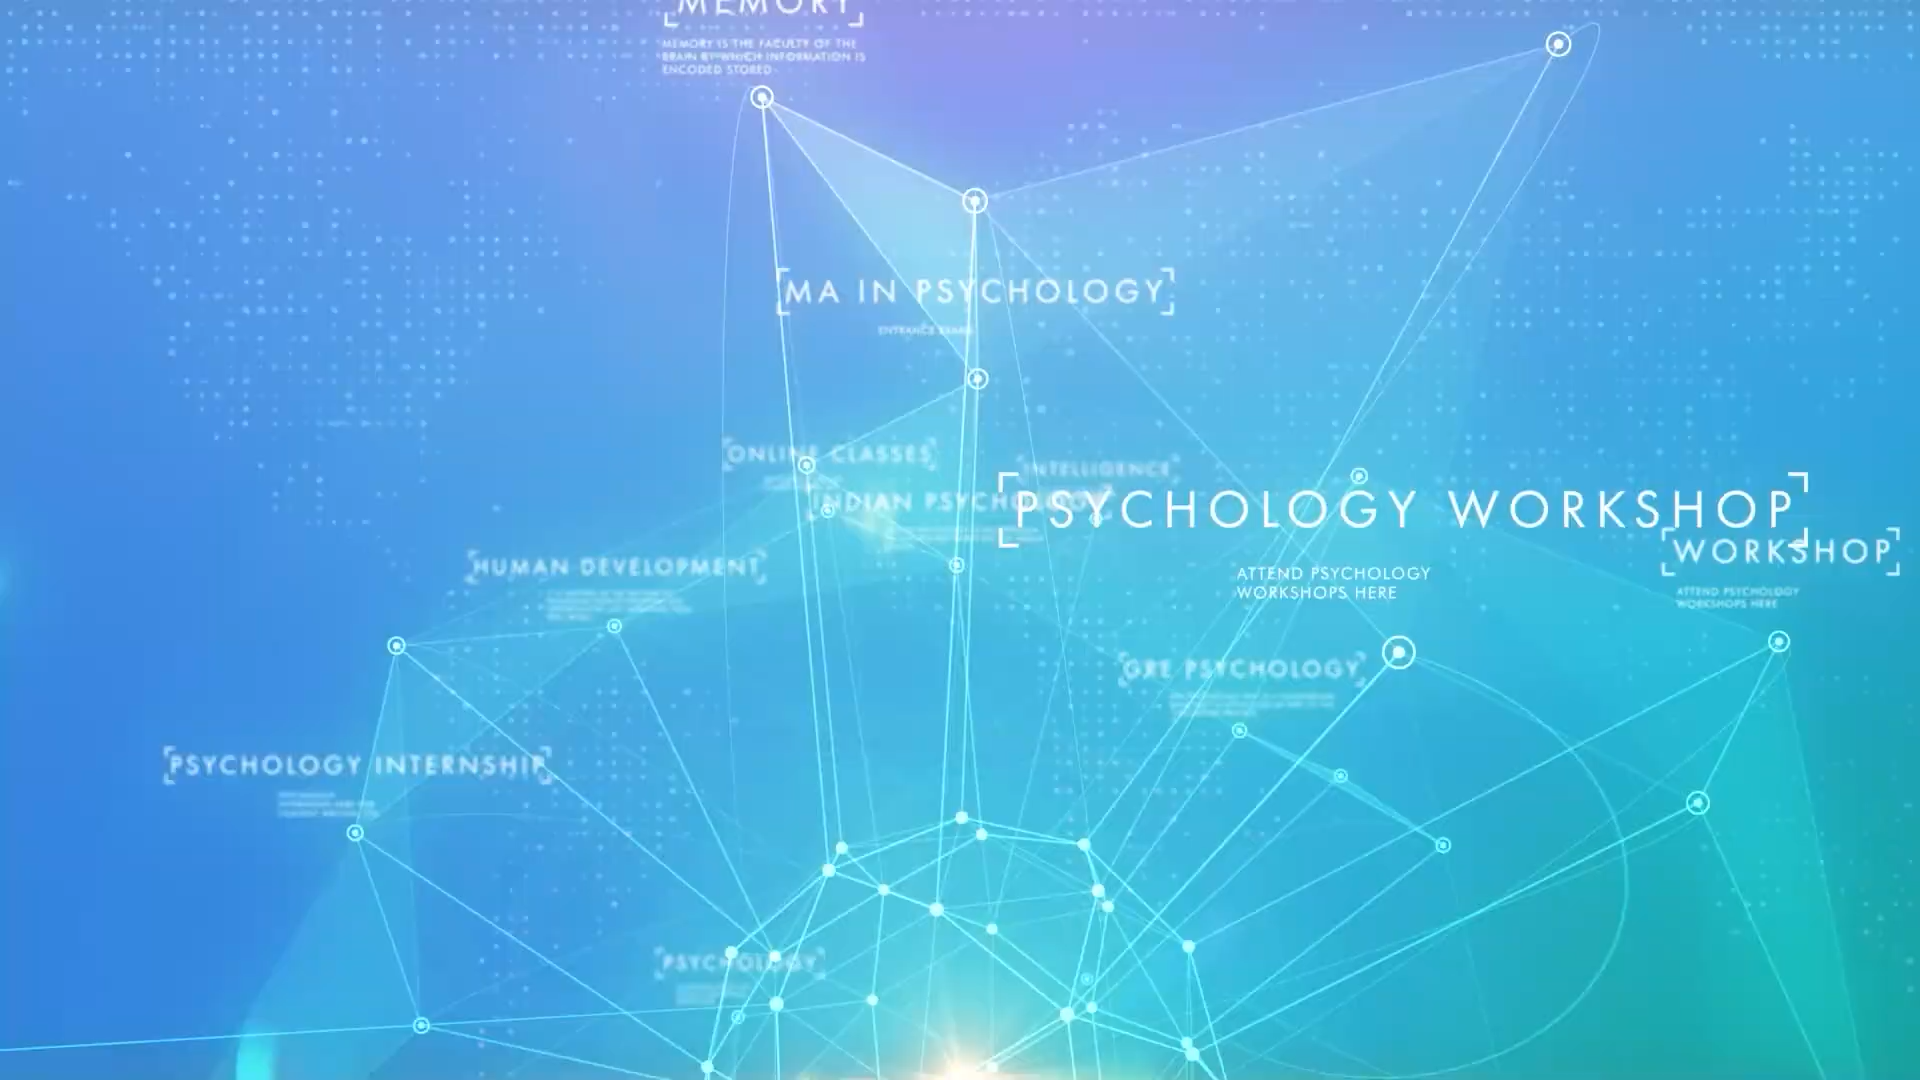 MEMORY
MEMORY IS THE FACULTY OF THE
BRAIN BY WHICH INFORMATION IS
ENCODED STORED
MA IN PSYCHOLOGY
ENTRANCE EXAM
ONLINE CLASSES
INTELLIGENCE
INDIAN PSYCHOLOGY
PSYCHOLOGY WORKSHOP
WORKSHOP
HUMAN DEVELOPMENT
ATTEND PSYCHOLOGY
WORKSHOPS HERE
ATTEND PSYCHOLOGY
WORKSHOPS HERE
GRE PSYCHOLOGY
PSYCHOLOGY INTERNSHIP
PSYCHOLOGY